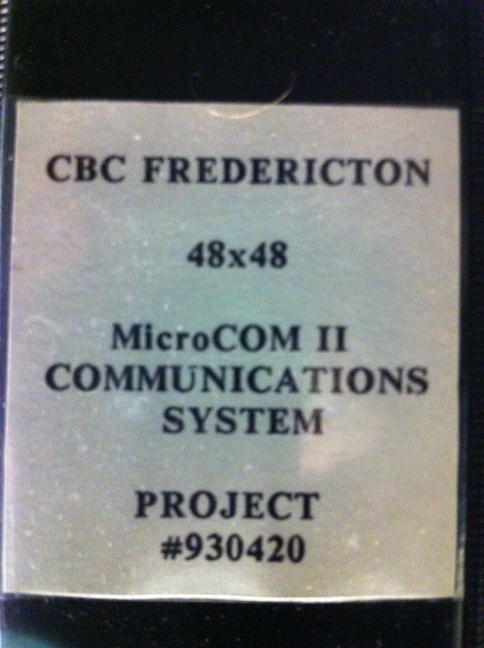 CBC FREDERICTON
48x48
MicroCOM II
COMMUNICATIONS
SYSTEM
PROJECT
#930420